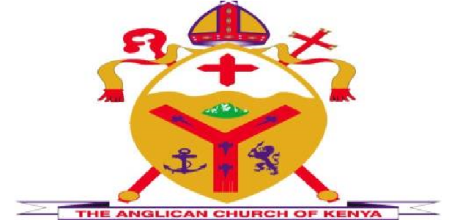 THE ANGLICAN CHURCH OF KENYA